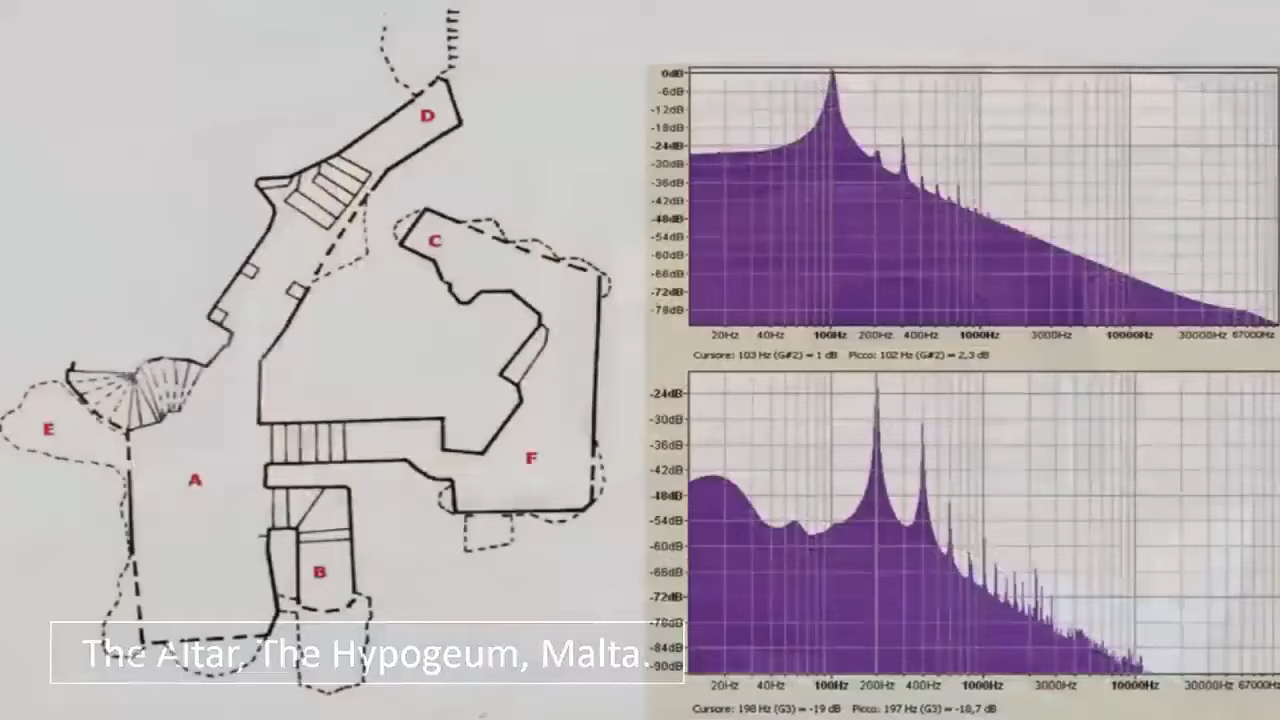 D
C
E
A
F
B
The Altar, The Hypogeum, Malta.
0dB
-6dB
-12dB
-18dB
-24dB
-30dB
-36dB
-42dB
-48dB
-54dB
-60dB
-66dB
-72dB
-78dB
20Hz 40Hz 100Hz 200Hz 400Hz 1000Hz 3000Hz 10000Hz 30000Hz 67000Hz
Cursore: 103 Hz (G#2) = 1 dB Picco: 102 Hz (G#2) = 2,3 dB
-24dB
-30dB
-36dB
-42dB
-48dB
-54dB
-60dB
-66dB
-72dB
-78dB
-84dB
-90dB
20Hz 40Hz 100Hz 200Hz 400Hz 1000Hz 3000Hz 10000Hz 30000Hz 67000Hz
Cursore: 198 Hz (G3) = -19 dB Picco: 197 Hz (G3) = -18,7 dB